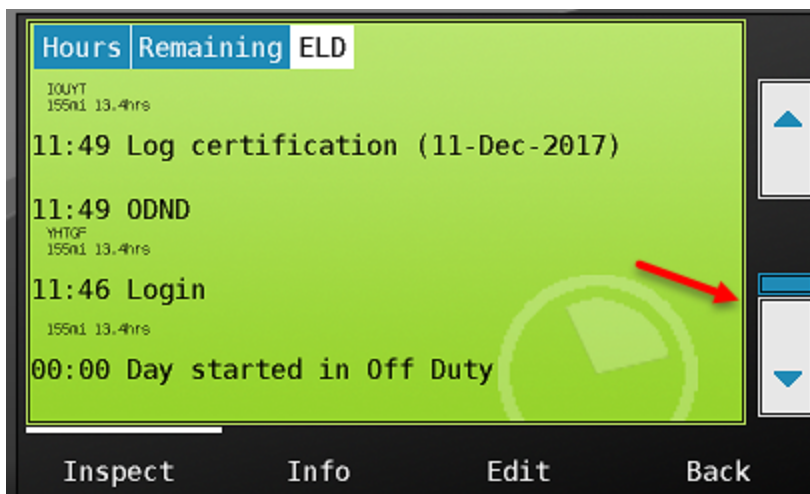 Hours Remaining ELD
IOUYT
155mi 13.4hrs
11:49 Log certification (11-Dec-2017)
11:49 ODND
YHTGF
155mi 13.4hrs
11:46 Login
155mi 13.4hrs
00:00 Day started in Off Duty
Inspect Info Edit Back